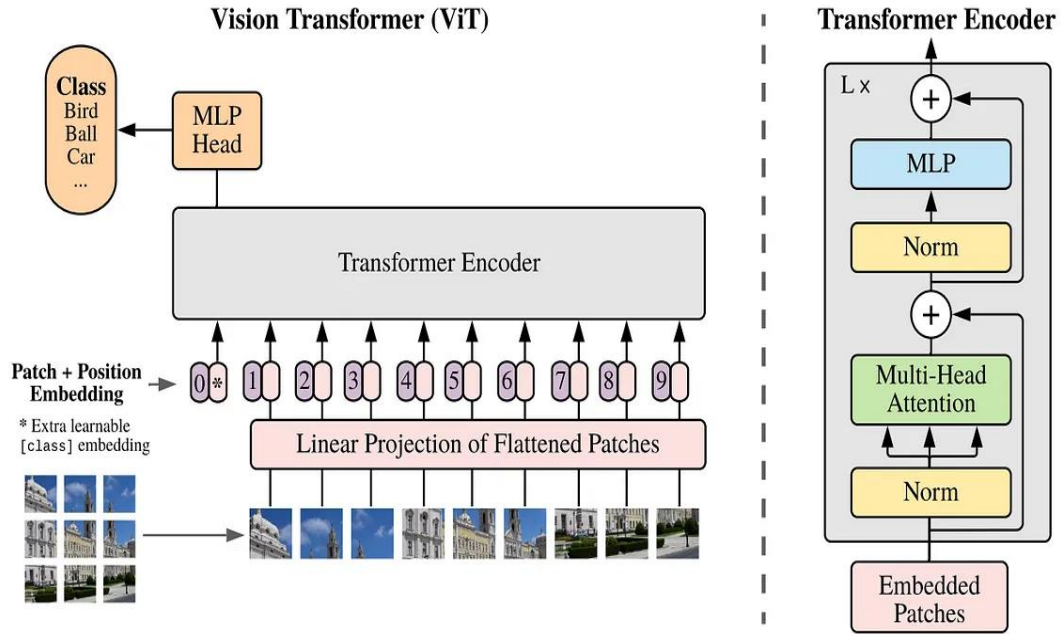 Vision Transformer (ViT)
Class
Bird
Ball
Car
...
MLP
Head
Transformer Encoder
Patch + Position
Embedding
0 * 1 2 3 4 5 6 7 8 9
* Extra learnable
[class] embedding
Linear Projection of Flattened Patches
Transformer Encoder
L ×
+
MLP
Norm
+
Multi-Head
Attention
Norm
Embedded
Patches